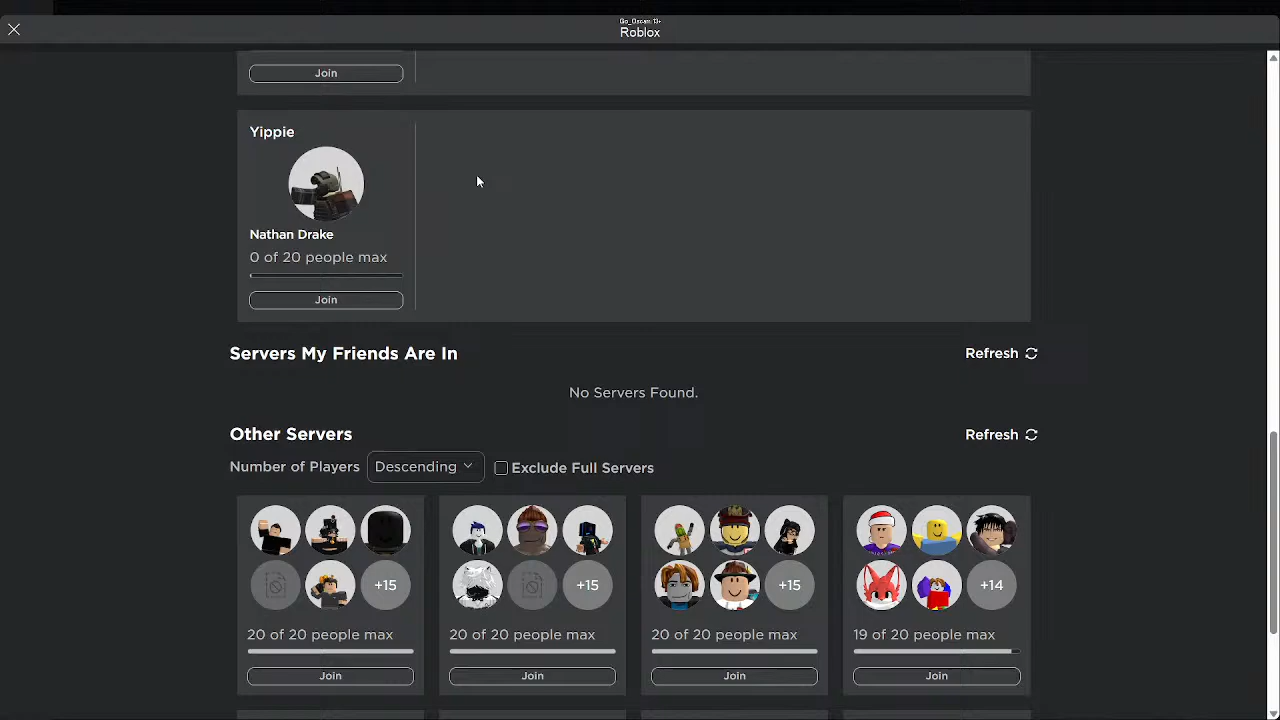 Go_Oscam: 13+
Roblox
Join
Yippie
Nathan Drake
0 of 20 people max
Join
Servers My Friends Are In
Refresh
No Servers Found.
Other Servers
Refresh
Number of Players Descending Exclude Full Servers
+15 +15 +15 +14
20 of 20 people max 20 of 20 people max 20 of 20 people max 19 of 20 people max
Join Join Join Join